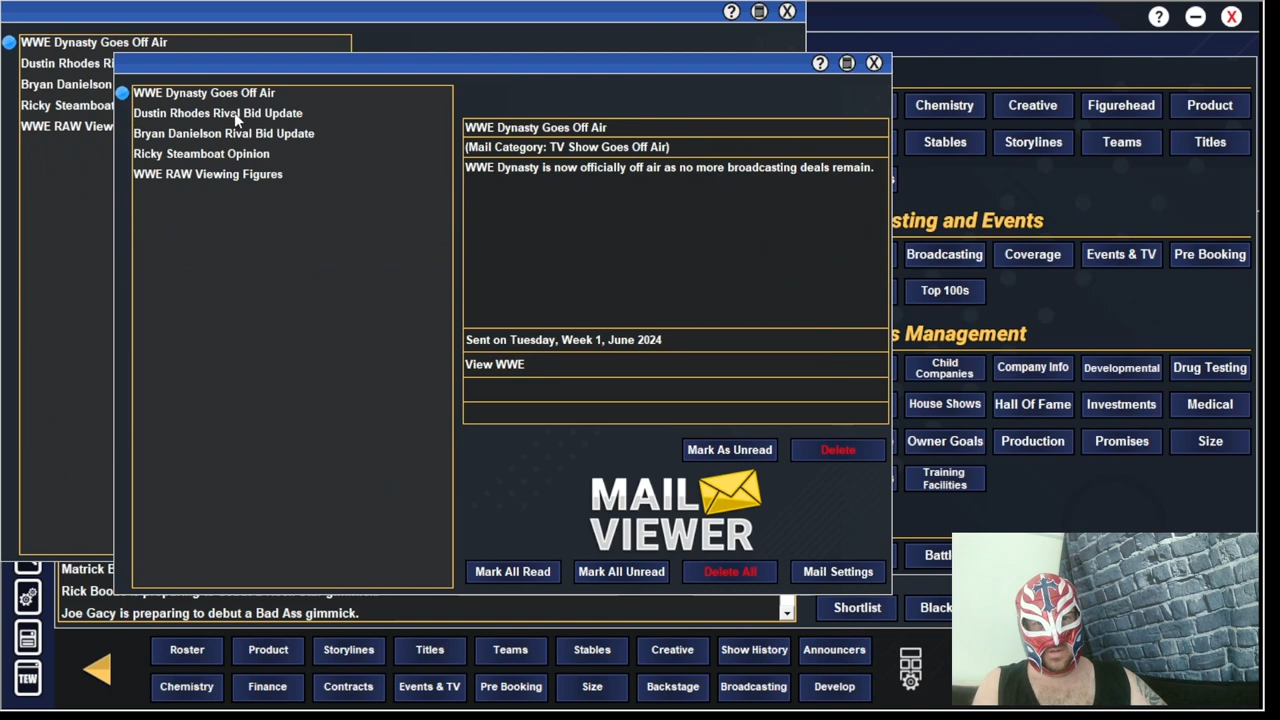 ?
X
?
X
WWE Dynasty Goes Off Air
Dustin Rhodes Ri
Bryan Danielson
Ricky Steamboat
WWE RAW View
?
X
WWE Dynasty Goes Off Air
Dustin Rhodes Rival Bid Update
Bryan Danielson Rival Bid Update
Ricky Steamboat Opinion
WWE RAW Viewing Figures
WWE Dynasty Goes Off Air
(Mail Category: TV Show Goes Off Air)
WWE Dynasty is now officially off air as no more broadcasting deals remain.
Sent on Tuesday, Week 1, June 2024
View WWE
Mark As Unread
Delete
MAIL
VIEWER
Mark All Read
Mark All Unread
Delete All
Mail Settings
Chemistry
Creative
Figurehead
Product
Stables
Storylines
Teams
Titles
sting and Events
Broadcasting
Coverage
Events & TV
Pre Booking
Top 100s
s Management
Child
Companies
Company Info
Developmental
Drug Testing
House Shows
Hall Of Fame
Investments
Medical
Owner Goals
Production
Promises
Size
Training
Facilities
Battl
Shortlist
Black
Matrick B
Rick Boo
Joe Gacy is preparing to debut a Bad Ass gimmick.
TEW
Roster
Product
Storylines
Titles
Teams
Stables
Creative
Show History
Announcers
Chemistry
Finance
Contracts
Events & TV
Pre Booking
Size
Backstage
Broadcasting
Develop